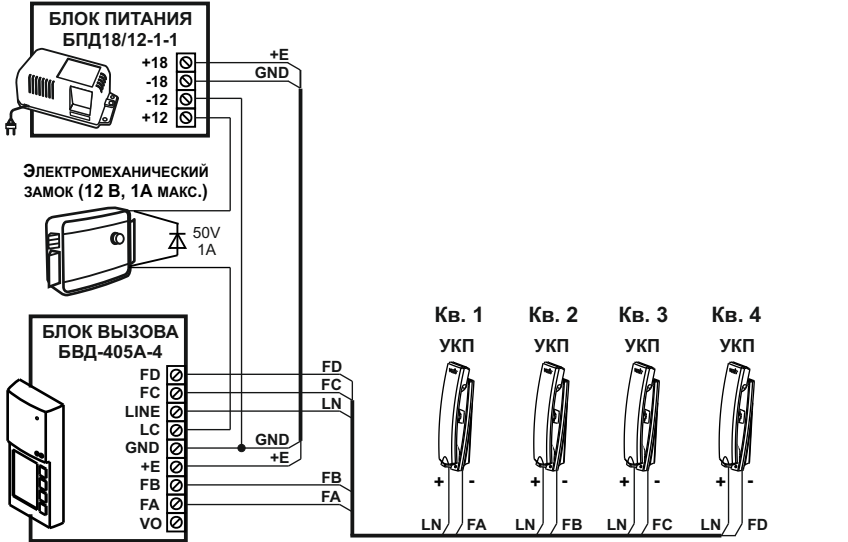 БЛОК ПИТАНИЯ
БПД18/12-1-1
+18
-18
-12
+12
+E
GND
ЭЛЕКТРОМЕХАНИЧЕСКИЙ
ЗАМОК (12 В, 1А МАКС.)
50V
1A
БЛОК ВЫЗОВА
БВД-405А-4
FD
FC
LINE
LC
GND
+E
FB
FA
VO
FD
FC
LN
GND
+E
FB
FA
Кв. 1 Кв. 2 Кв. 3 Кв. 4
УКП УКП УКП УКП
+ - + - + - + -
LN FA LN FB LN FC LN FD